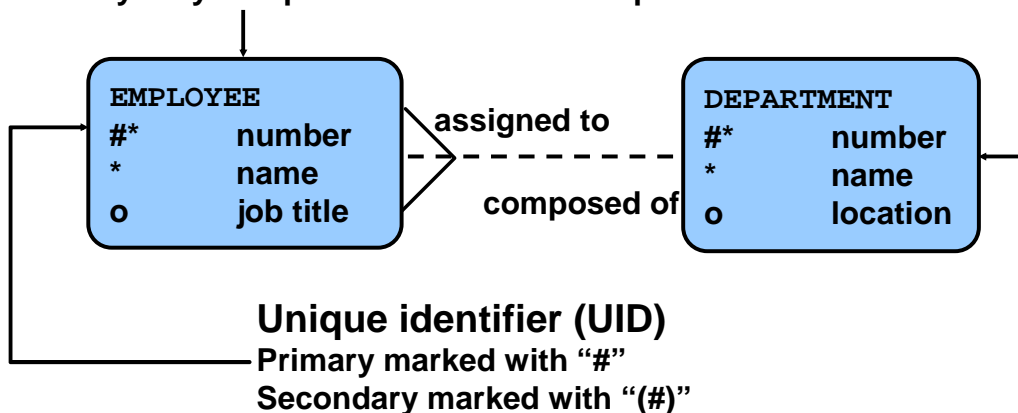 EMPLOYEE
#* number
* name
o job title
assigned to
composed of
DEPARTMENT
#* number
* name
o location
Unique identifier (UID)
Primary marked with “#”
Secondary marked with “(#)”